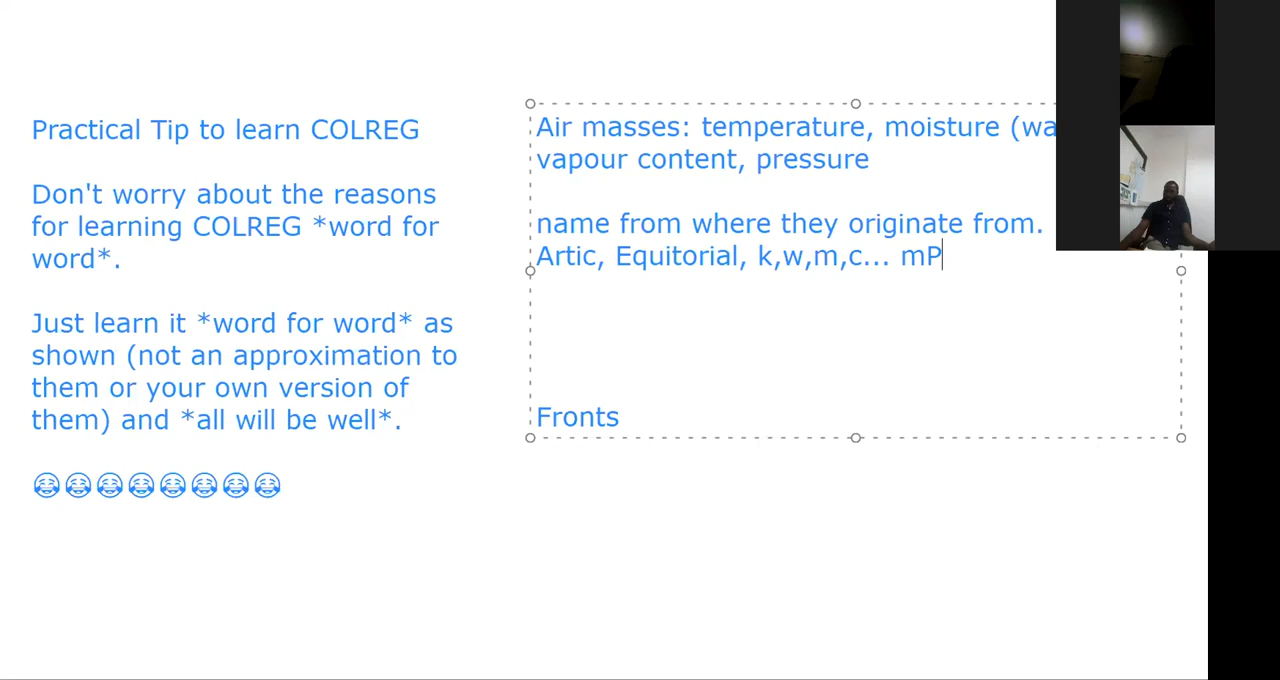 Practical Tip to learn COLREG
Don't worry about the reasons
for learning COLREG *word for
word*.
Just learn it *word for word* as
shown (not an approximation to
them or your own version of
them) and *all will be well*.
😂😂😂😂😂😂😂😂
Air masses: temperature, moisture (wa
vapour content, pressure
name from where they originate from.
Artic, Equitorial, k,w,m,c... mP
Fronts